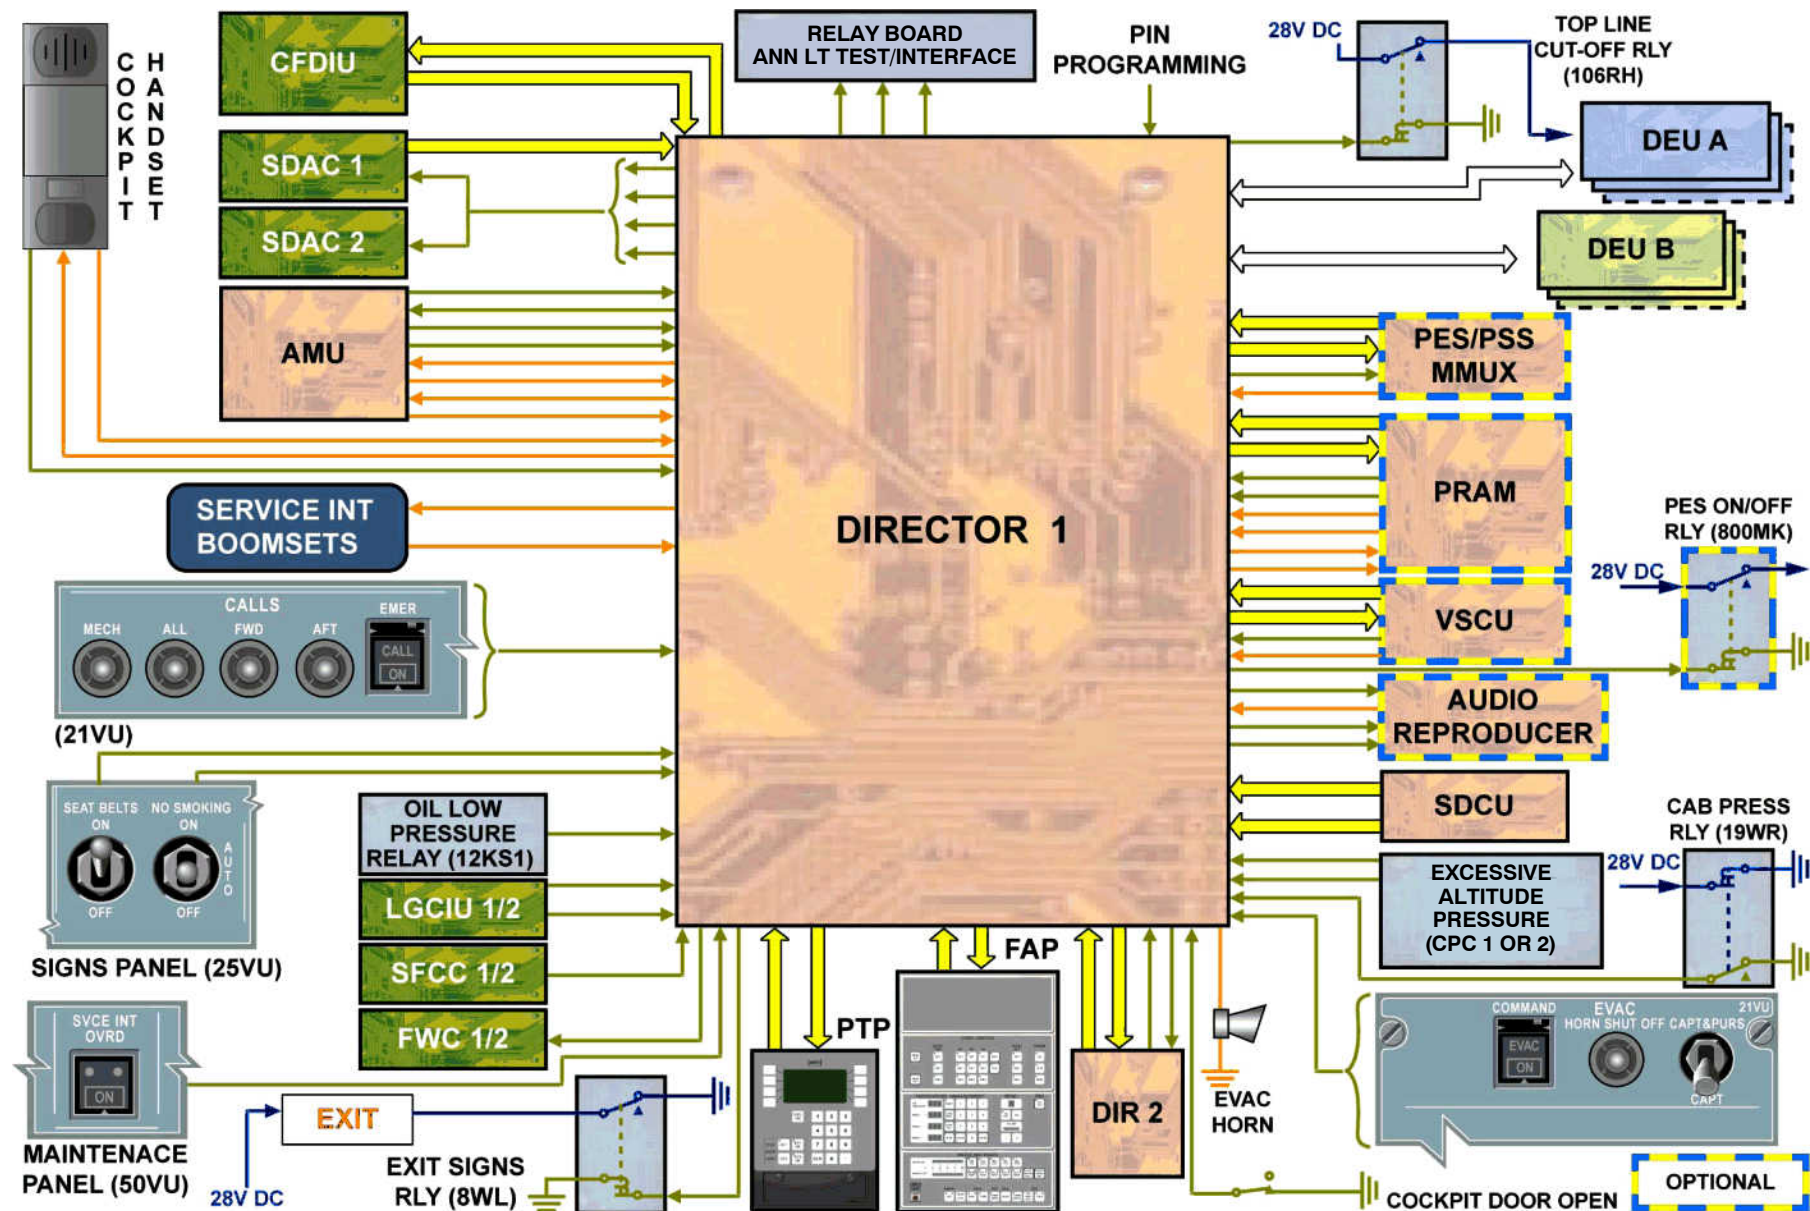 COCKPIT
HANDSET
CFDIU
SDAC 1
SDAC 2
AMU
RELAY BOARD
ANN LT TEST/INTERFACE
PIN
PROGRAMMING
28V DC
TOP LINE
CUT-OFF RLY
(106RH)
DEU A
DEU B
PES/PSS
MMUX
PRAM
VSCU
AUDIO
REPRODUCER
SDCU
PES ON/OFF
RLY (800MK)
28V DC
DIRECTOR 1
SERVICE INT
BOOMSETS
CALLS
MECH
ALL
FWD
AFT
EMER
CALL
ON
(21VU)
SEAT BELTS
NO SMOKING
ON
ON
AUTO
OFF
OFF
SIGNS PANEL (25VU)
OIL LOW
PRESSURE
RELAY (12KS1)
LGCIU 1/2
SFCC 1/2
FWC 1/2
SVCE INT
OVRD
ON
MAINTENACE
PANEL (50VU)
EXIT
28V DC
EXIT SIGNS
RLY (8WL)
PTP
FAP
DIR 2
EVAC
HORN
EXCESSIVE
ALTITUDE
PRESSURE
(CPC 1 OR 2)
CAB PRESS
RLY (19WR)
28V DC
COMMAND
EVAC
21VU
HORN SHUT OFF
CAPT&PURS
EVAC
ON
CAPT
COCKPIT DOOR OPEN
OPTIONAL